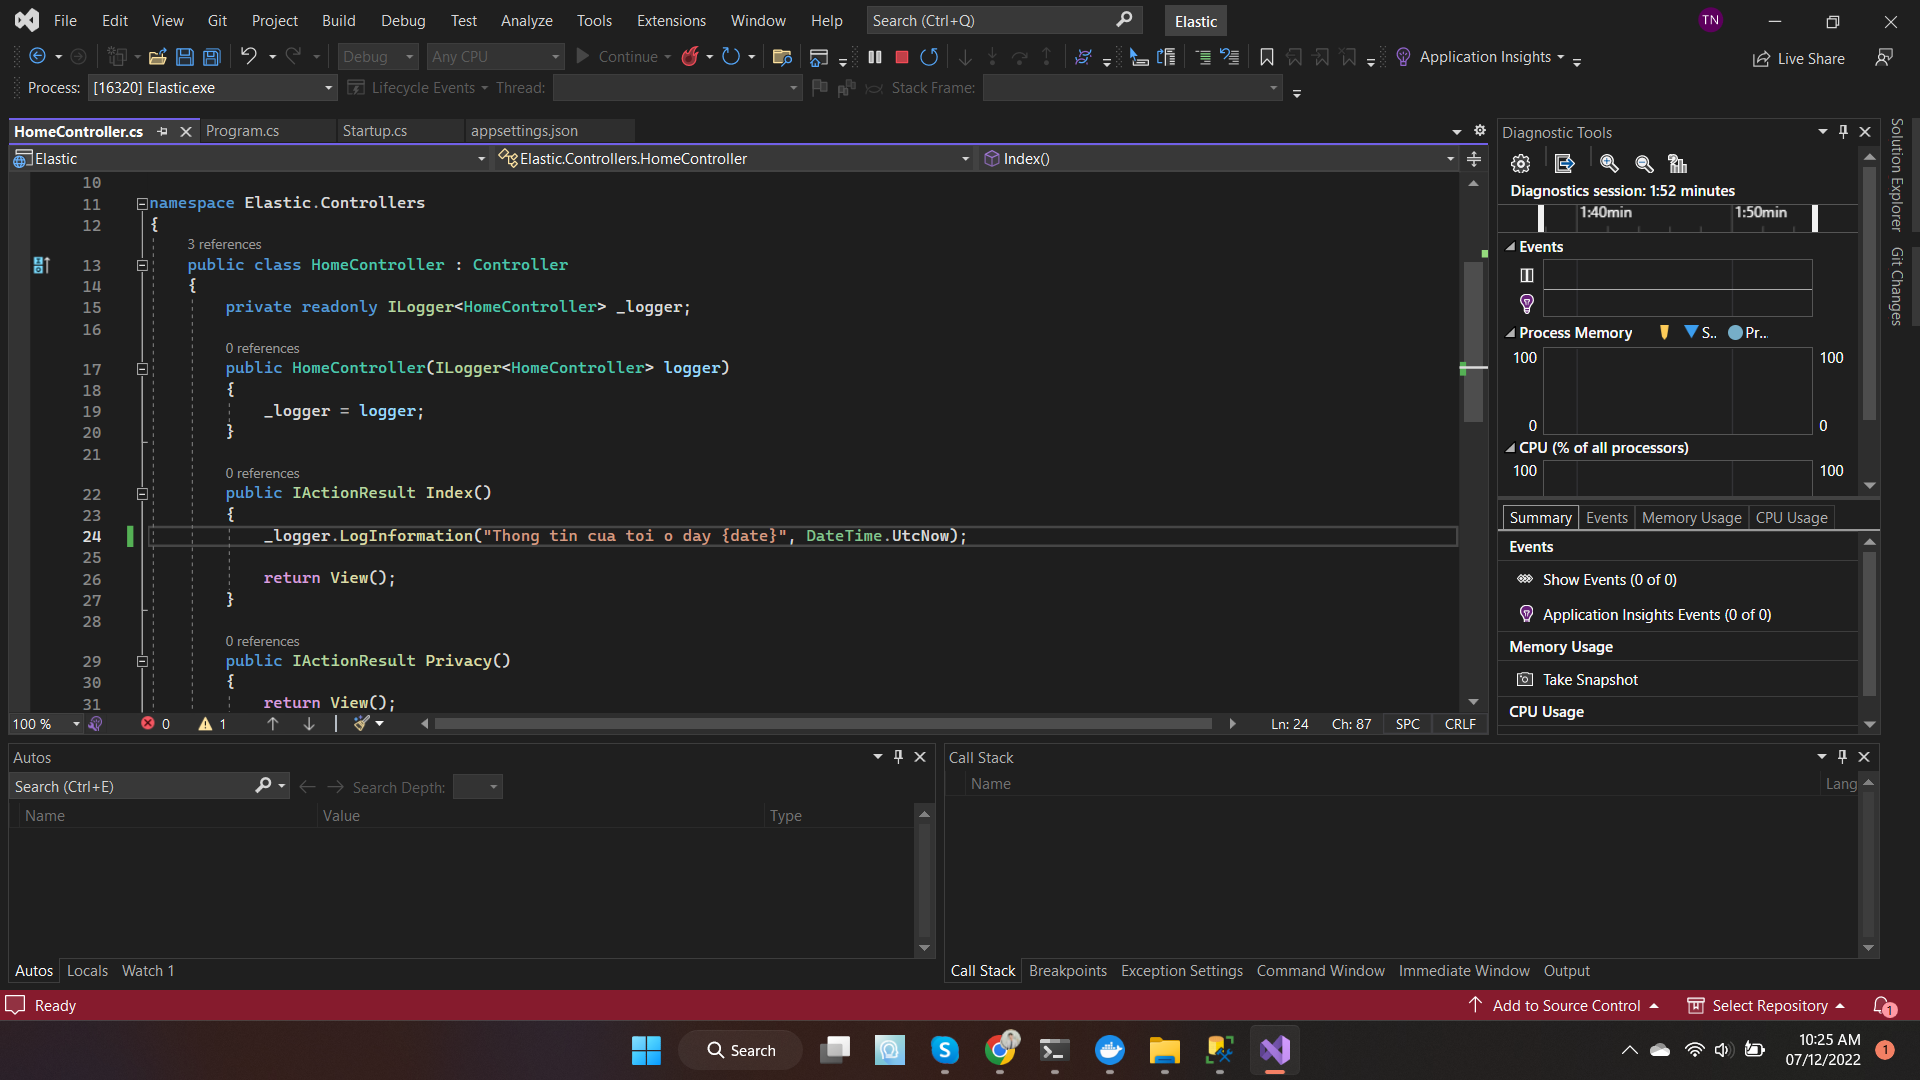 File Edit View Git Project Build Debug Test Analyze Tools Extensions Window Help Search (Ctrl+Q) Elastic TN
Debug Any CPU Continue Application Insights Live Share
Process: [16320] Elastic.exe Lifecycle Events Thread: Stack Frame:
HomeController.cs Program.cs Startup.cs appsettings.json
Elastic Elastic.Controllers.HomeController Index()
10
11 namespace Elastic.Controllers
12 {
3 references
13 public class HomeController : Controller
14 {
15 private readonly ILogger<HomeController> _logger;
16
0 references
17 public HomeController(ILogger<HomeController> logger)
18 {
19 _logger = logger;
20 }
21
0 references
22 public IActionResult Index()
23 {
24 _logger.LogInformation("Thong tin cua toi o day {date}", DateTime.UtcNow);
25
26 return View();
27 }
28
0 references
29 public IActionResult Privacy()
30 {
31 return View();
100 % 0 1 Ln: 24 Ch: 87 SPC CRLF
Diagnostic Tools
Diagnostics session: 1:52 minutes
1:40min 1:50min
Events
Process Memory S.. Pr...
100 100
0 0
CPU (% of all processors)
100 100
Summary Events Memory Usage CPU Usage
Events
Show Events (0 of 0)
Application Insights Events (0 of 0)
Memory Usage
Take Snapshot
CPU Usage
Solution Explorer
Git Changes
Autos
Search (Ctrl+E) Search Depth:
Name Value Type
Autos Locals Watch 1
Call Stack
Name Lang
Call Stack Breakpoints Exception Settings Command Window Immediate Window Output
Ready Add to Source Control Select Repository 1
Search
10:25 AM
07/12/2022
1